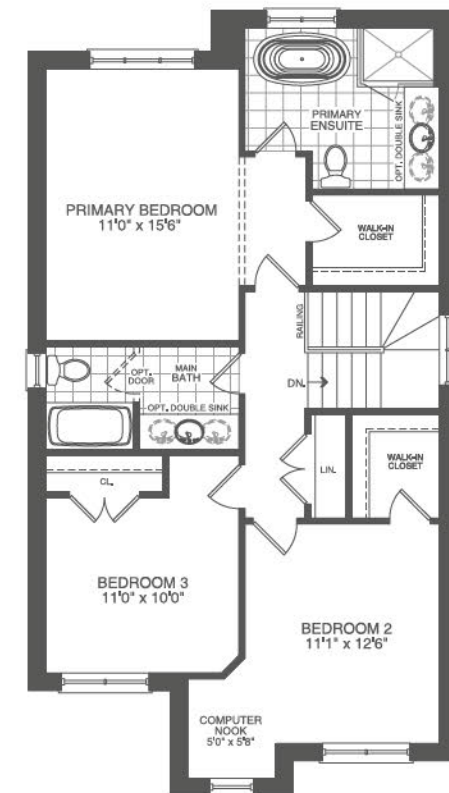 PRIMARY
ENSUITE
OPT. DOUBLE SINK
PRIMARY BEDROOM
11'0" x 15'6"
WALK-IN
CLOSET
RAILING
MAIN
BATH
OPT.
DOOR
DN.
OPT. DOUBLE SINK
CL.
LIN.
WALK-IN
CLOSET
BEDROOM 3
11'0" x 10'0"
BEDROOM 2
11'1" x 12'6"
COMPUTER
NOOK
5'0" x 5'8"